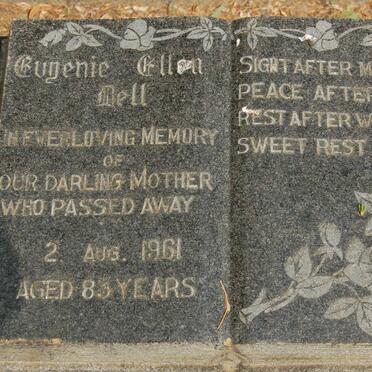 Eugenie Ellen
Dell
IN EVERLOVING MEMORY
OF
OUR DARLING MOTHER
WHO PASSED AWAY
2 AUG. 1961
AGED 83 YEARS
SIGHT AFTER
PEACE AFTER
REST AFTER
SWEET REST